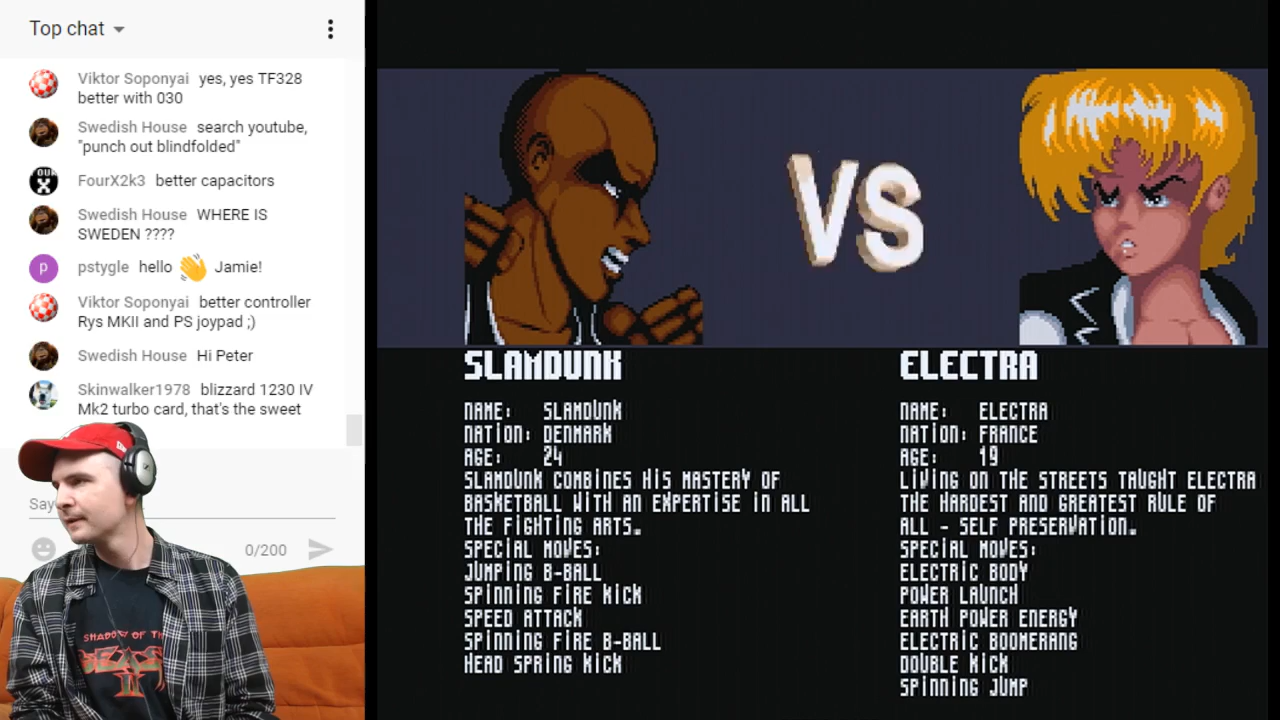 Top chat
Viktor Soponyai yes, yes TF328
better with 030
Swedish House search youtube,
"punch out blindfolded"
FourX2k3 better capacitors
Swedish House WHERE IS
SWEDEN ????
P
pstygle hello 👋 Jamie!
Viktor Soponyai better controller
Rys MKII and PS joypad ;)
Swedish House Hi Peter
Skinwalker1978 blizzard 1230 IV
Mk2 turbo card, that's the sweet
0/200
SHADOW OF TH
BEAST
II
VS
SLAMDUNK
NAME: SLAMDUNK
NATION: DENMARK
AGE: 24
SLAMDUNK COMBINES HIS MASTERY OF
BASKETBALL WITH AN EXPERTISE IN ALL
THE FIGHTING ARTS.
SPECIAL MOVES:
JUMPING B-BALL
SPINNING FIRE KICK
SPEED ATTACK
SPINNING FIRE B-BALL
HEAD SPRING KICK
ELECTRA
NAME: ELECTRA
NATION: FRANCE
AGE: 19
LIVING ON THE STREETS TAUGHT ELECTRA
THE HARDEST AND GREATEST RULE OF
ALL - SELF PRESERVATION.
SPECIAL MOVES:
ELECTRIC BODY
POWER LAUNCH
EARTH POWER ENERGY
ELECTRIC BOOMERANG
DOUBLE KICK
SPINNING JUMP